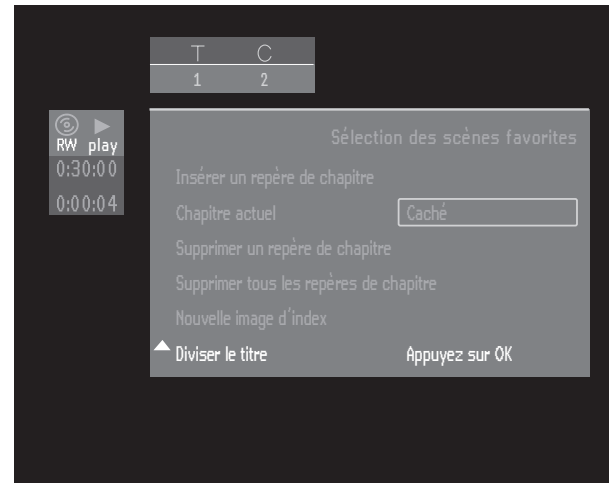 T C
1 2
RW play
0:30:00
0:00:04
Sélection des scènes favorites
Insérer un repère de chapitre
Chapitre actuel Caché
Supprimer un repère de chapitre
Supprimer tous les repères de chapitre
Nouvelle image d'index
Diviser le titre Appuyez sur OK